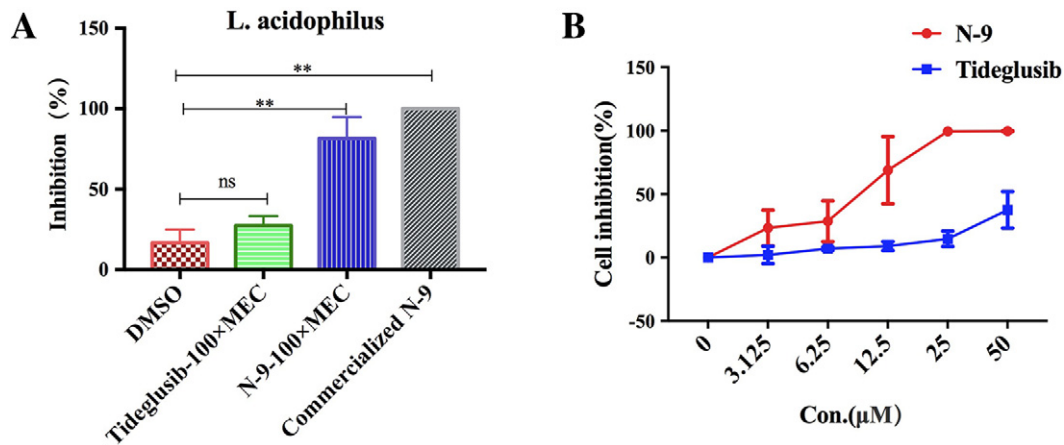 A
L. acidophilus
Inhibition (%)
150
100
50
0
**
**
ns
DMSO
Tideglusib-100×MEC
N-9-100×MEC
Commercialized N-9
B
N-9
Tideglusib
Cell inhibition(%)
150
100
50
0
-50
0
3.125
6.25
12.5
25
50
Con.(μM)